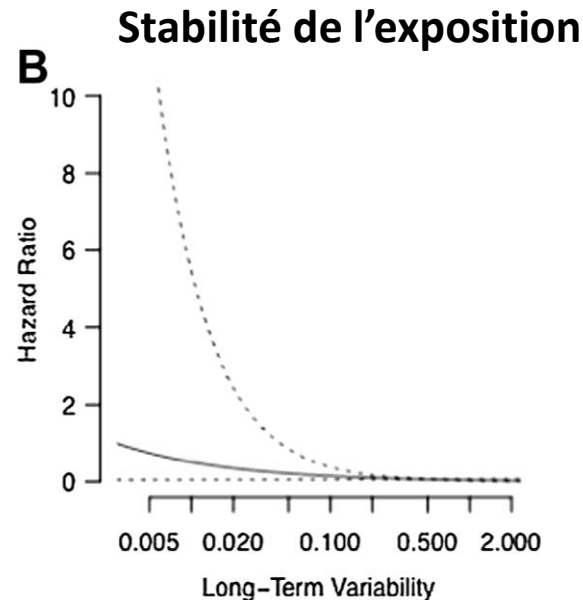 Stabilité de l’exposition
B
10
8
6
4
2
0
Hazard Ratio
0.005 0.020 0.100 0.500 2.000
Long-Term Variability